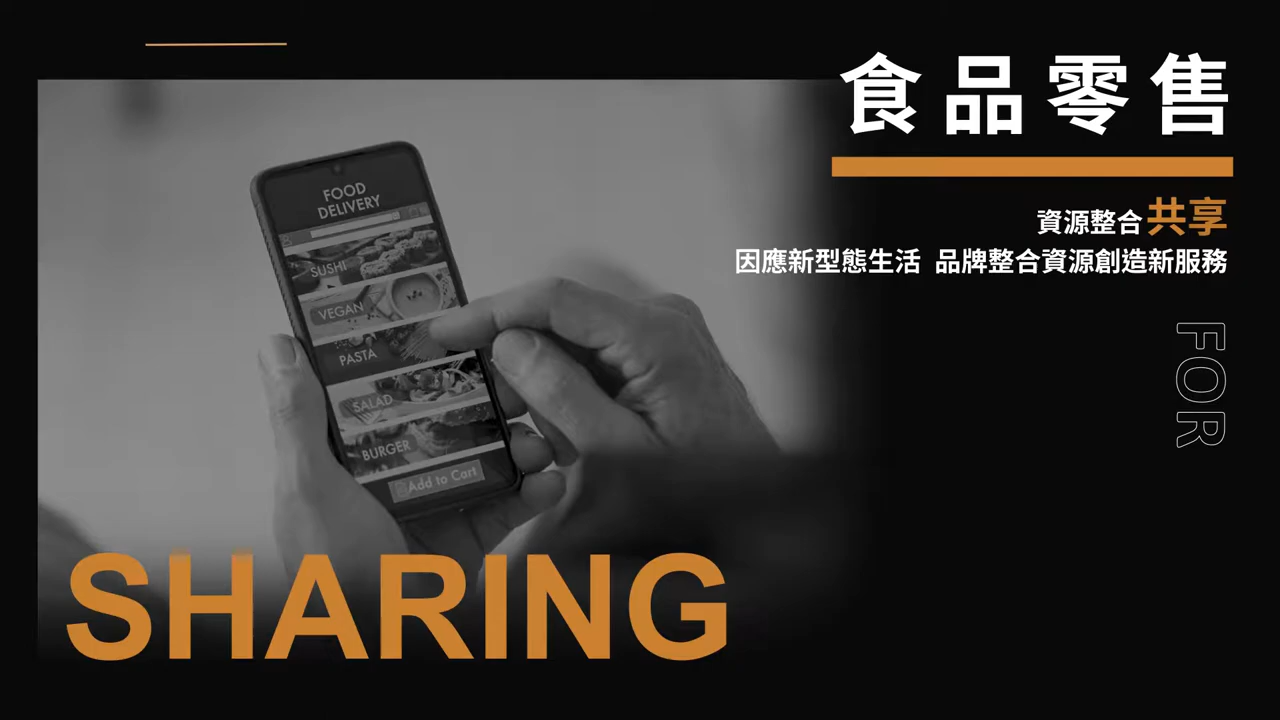 食品零售
資源整合共享
因應新型態生活 品牌整合資源創造新服務
FOR
FOOD
DELIVERY
SUSHI
VEGAN
PASTA
SALAD
BURGER
Add to Cart
SHARING